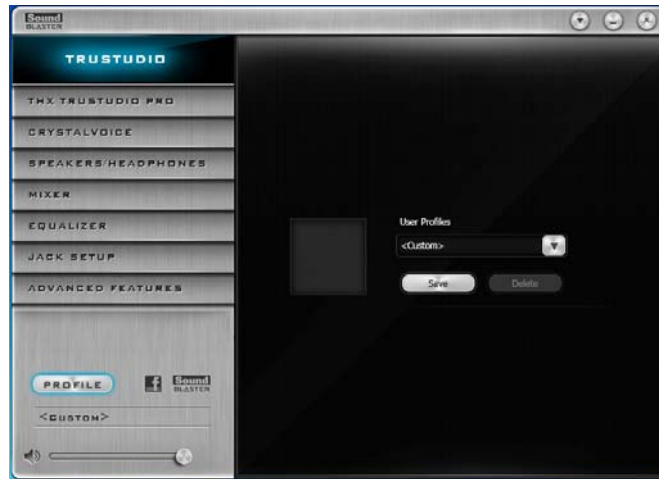 Sound
BLASTER
TRUSTUDIO
THX TRUSTUDIO PRO
CRYSTALVOICE
SPEAKERS/HEADPHONES
MIXER
EQUALIZER
JACK SETUP
ADVANCED FEATURES
User Profiles
<Custom>
Save
Delete
PROFILE
f
Sound
BLASTER
<CUSTOM>